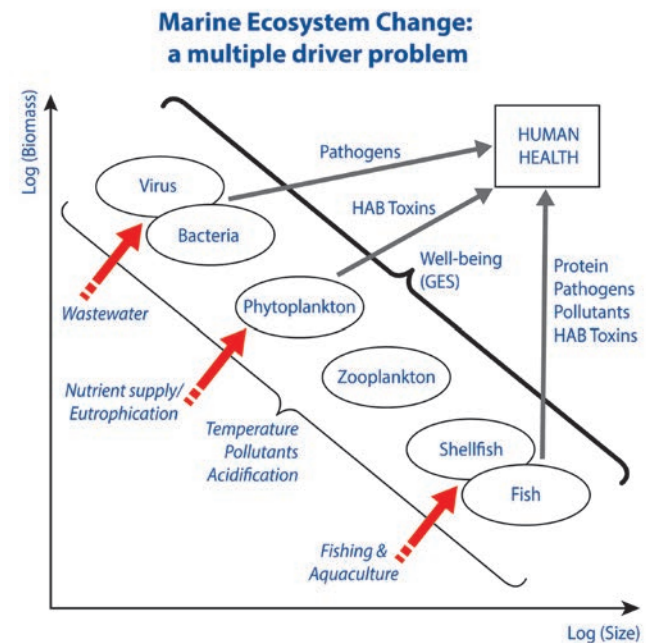 Marine Ecosystem Change:
a multiple driver problem
Log (Biomass)
HUMAN
HEALTH
Pathogens
Virus
HAB Toxins
Bacteria
Well-being
(GES)
Protein
Pathogens
Pollutants
HAB Toxins
Wastewater
Phytoplankton
Zooplankton
Nutrient supply/
Eutrophication
Temperature
Pollutants
Acidification
Shellfish
Fish
Fishing &
Aquaculture
Log (Size)